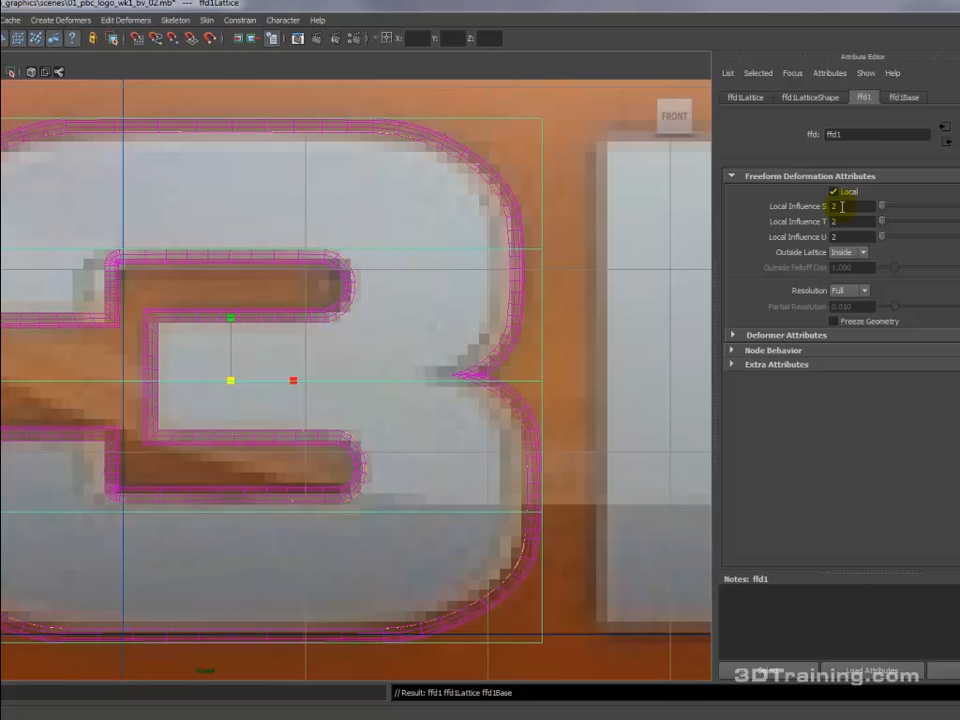 _graphics\scenes\01_pbc_logo_wk1_bv_02.mb* --- ffd1Lattice
Cache Create Deformers Edit Deformers Skeleton Skin Constrain Character Help
X: Y: Z:
Attribute Editor
List Selected Focus Attributes Show Help
ffd1Lattice ffd1LatticeShape ffd1 ffd1Base
FRONT
ffd: ffd1
Freeform Deformation Attributes
Local
Local Influence S 2
Local Influence T 2
Local Influence U 2
Outside Lattice Inside
Outside Falloff Dist 1.000
Resolution Full
Partial Resolution 0.010
Freeze Geometry
Deformer Attributes
Node Behavior
Extra Attributes
Notes: ffd1
Load Attributes
3DTraining.com
// Result: ffd1 ffd1Lattice ffd1Base